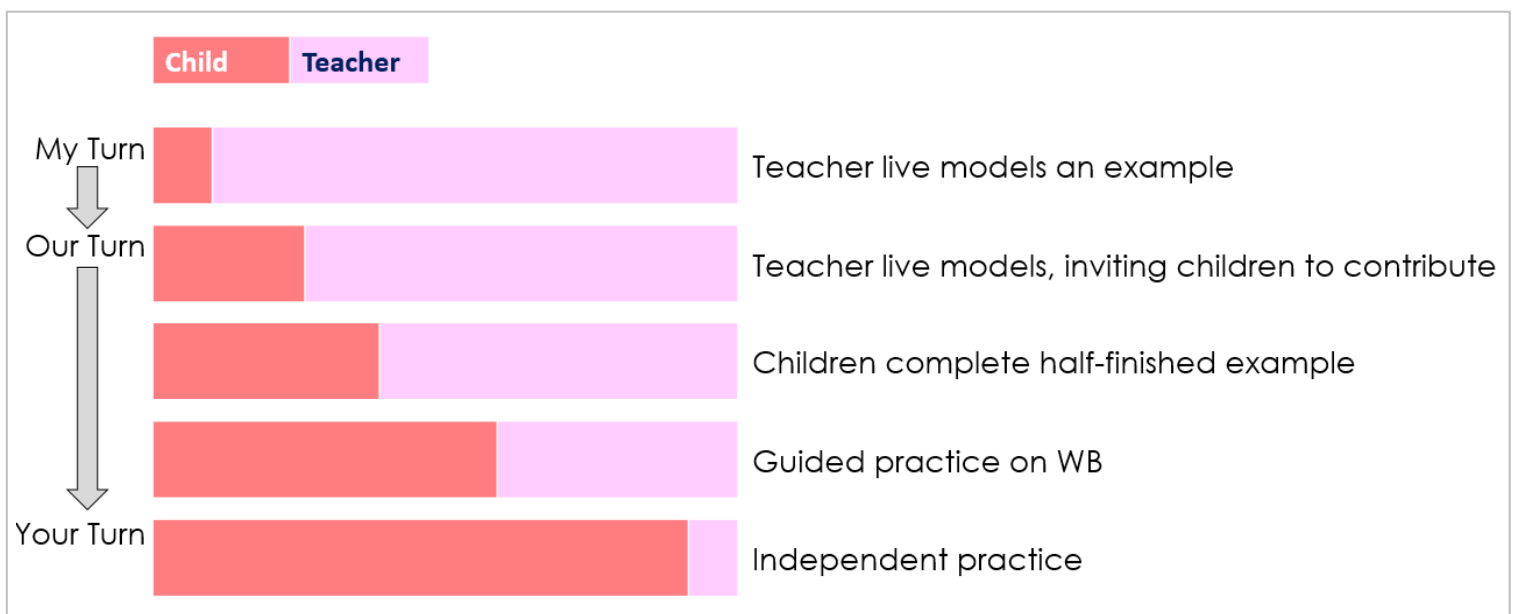 Child Teacher
My Turn
Teacher live models an example
Our Turn
Teacher live models, inviting children to contribute
Children complete half-finished example
Guided practice on WB
Your Turn
Independent practice